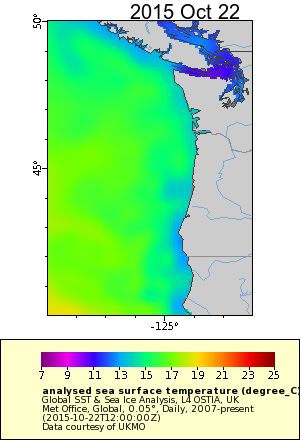 2015 Oct 22
50°
45°
-125°
7 9 11 13 15 17 19 21 23 25
analysed sea surface temperature (degree_C)
Global SST & Sea Ice Analysis, L4 OSTIA, UK
Met Office, Global, 0.05°, Daily, 2007-present
(2015-10-22T12:00:00Z)
Data courtesy of UKMO